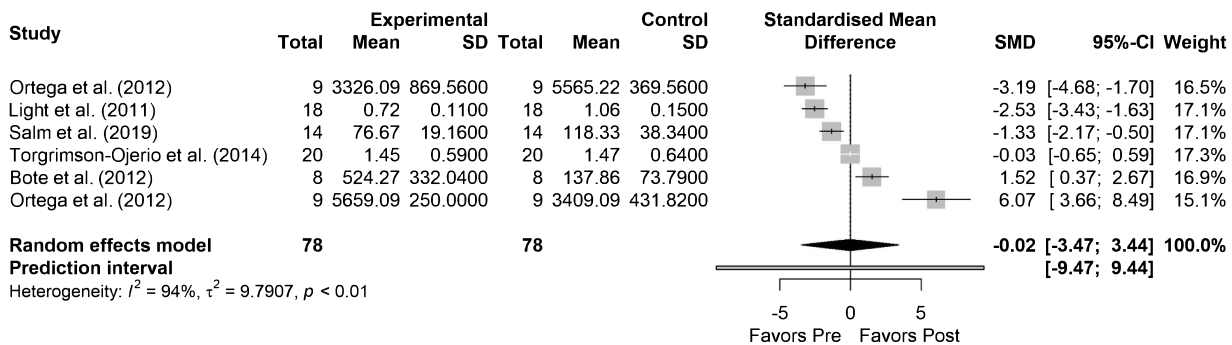 Experimental Control Standardised Mean
Study Total Mean SD Total Mean SD Difference SMD 95%-CI Weight
Ortega et al. (2012) 9 3326.09 869.5600 9 5565.22 369.5600 -3.19 [-4.68; -1.70] 16.5%
Light et al. (2011) 18 0.72 0.1100 18 1.06 0.1500 -2.53 [-3.43; -1.63] 17.1%
Salm et al. (2019) 14 76.67 19.1600 14 118.33 38.3400 -1.33 [-2.17; -0.50] 17.1%
Torgrimson-Ojerio et al. (2014) 20 1.45 0.5900 20 1.47 0.6400 -0.03 [-0.65; 0.59] 17.3%
Bote et al. (2012) 8 524.27 332.0400 8 137.86 73.7900 1.52 [ 0.37; 2.67] 16.9%
Ortega et al. (2012) 9 5659.09 250.0000 9 3409.09 431.8200 6.07 [ 3.66; 8.49] 15.1%
Random effects model 78 78 -0.02 [-3.47; 3.44] 100.0%
Prediction interval [-9.47; 9.44]
Heterogeneity: I² = 94%, τ² = 9.7907, p < 0.01
-5 0 5
Favors Pre Favors Post